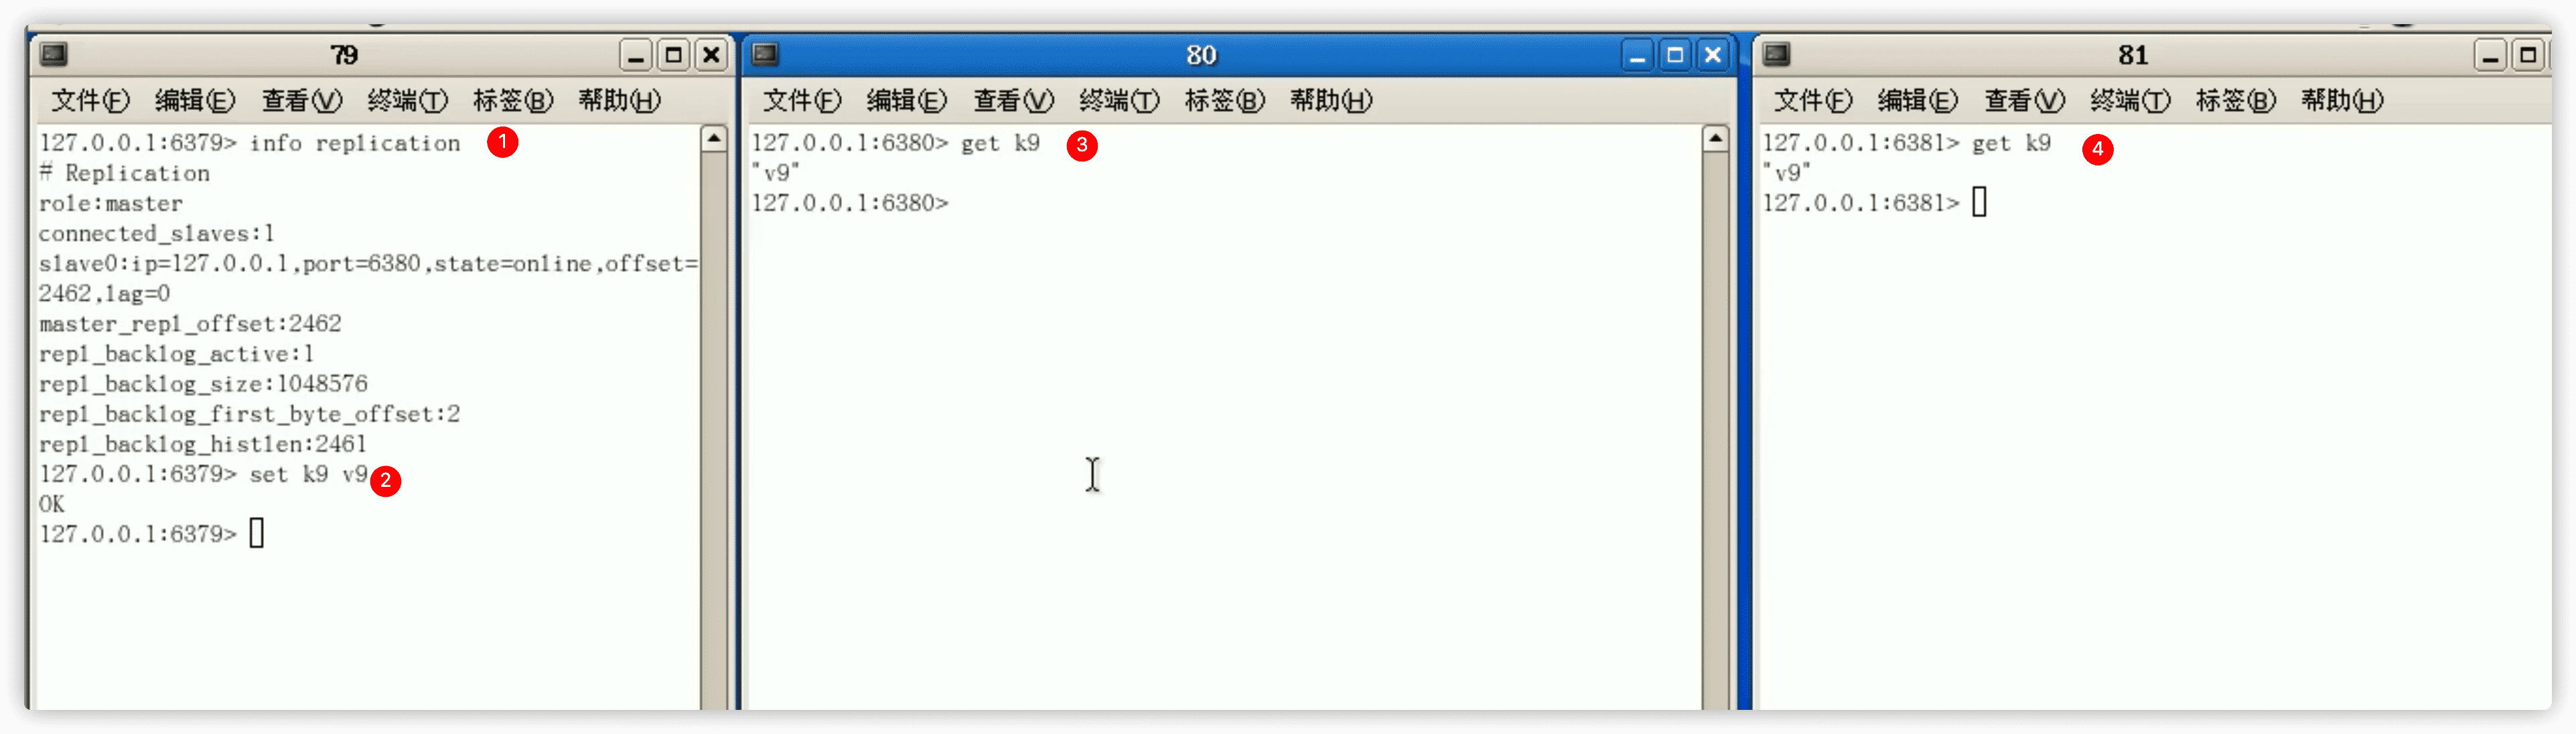 79
文件(F) 编辑(E) 查看(V) 终端(T) 标签(B) 帮助(H)
127.0.0.1:6379> info replication 1
# Replication
role:master
connected_slaves:1
slave0:ip=127.0.0.1,port=6380,state=online,offset=
2462,lag=0
master_repl_offset:2462
repl_backlog_active:1
repl_backlog_size:1048576
repl_backlog_first_byte_offset:2
repl_backlog_histlen:2461
127.0.0.1:6379> set k9 v9 2
OK
127.0.0.1:6379>
80
文件(F) 编辑(E) 查看(V) 终端(T) 标签(B) 帮助(H)
127.0.0.1:6380> get k9 3
"v9"
127.0.0.1:6380>
81
文件(F) 编辑(E) 查看(V) 终端(T) 标签(B) 帮助(H)
127.0.0.1:6381> get k9 4
"v9"
127.0.0.1:6381>